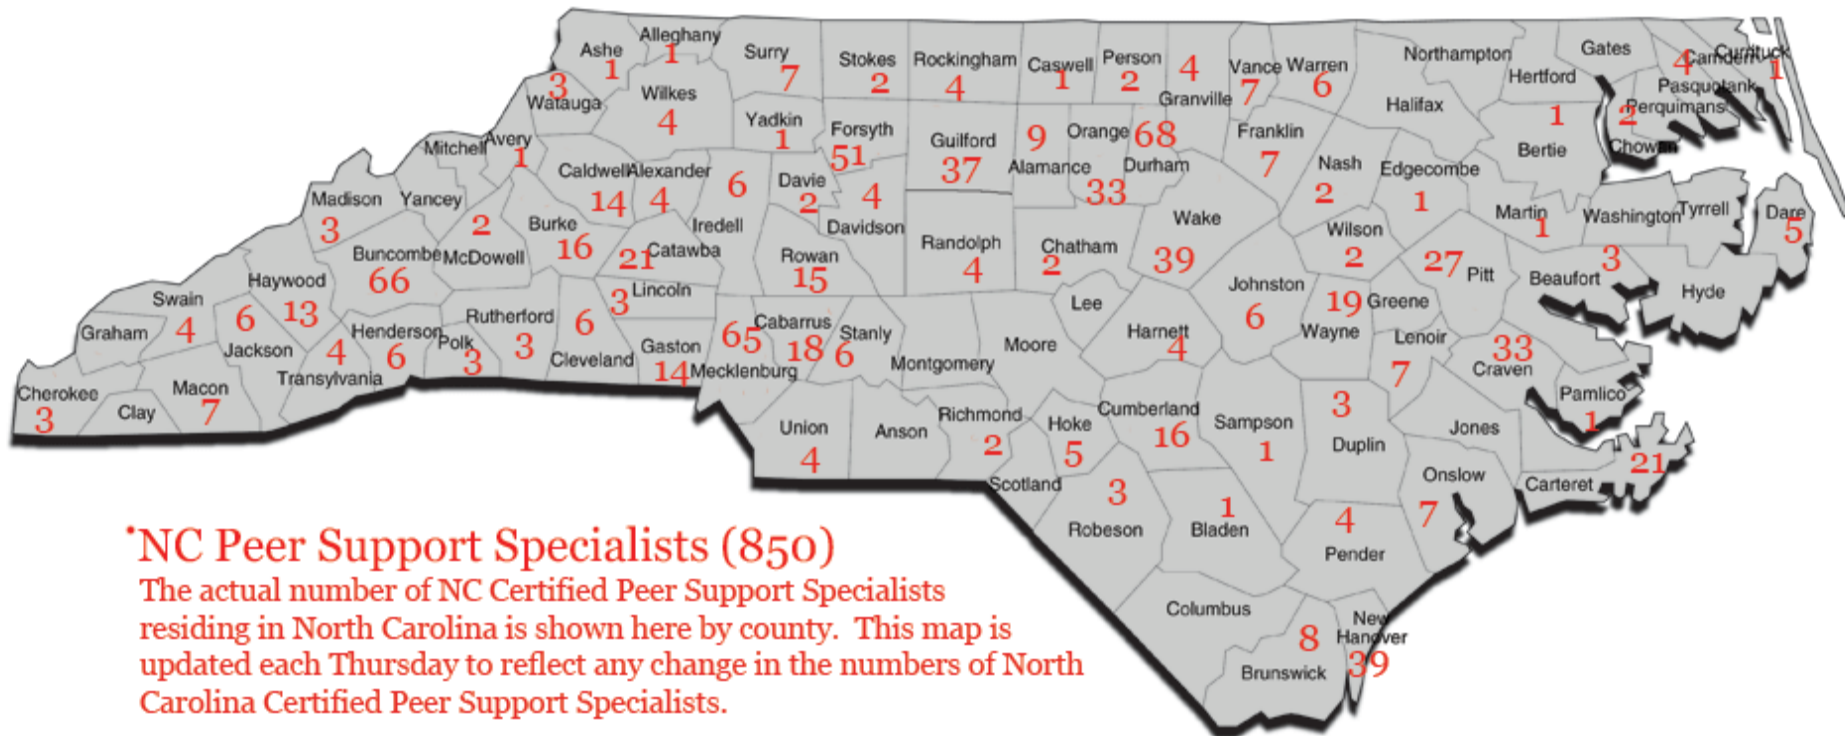 Ashe
1
Alleghany
1
Surry
7
Stokes
2
Rockingham
4
Caswell
1
Person
2
4
Granville
Vance
7
Warren
6
Northampton
Hertford
Gates
4
Camden
Currituck
1
Pasquotank
Perquimans
2
Chowan
3
Watauga
Wilkes
4
Yadkin
1
Forsyth
51
Guilford
37
9
Alamance
Orange
33
68
Durham
Franklin
7
Halifax
1
Bertie
Mitchell
Avery
1
Caldwell
14
Alexander
4
6
Iredell
Davie
2
4
Davidson
Nash
2
Edgecombe
1
Martin
1
Washington
Tyrrell
Dare
5
Madison
3
Yancey
2
McDowell
Burke
16
21
Catawba
Rowan
15
Randolph
4
Chatham
2
Wake
39
Wilson
2
27
Pitt
3
Beaufort
Hyde
Buncombe
66
Haywood
13
Swain
4
6
Jackson
Graham
Henderson
6
Polk
3
Rutherford
3
6
Cleveland
3
Lincoln
Gaston
14
65
Mecklenburg
Cabarrus
18
Stanly
6
Montgomery
Moore
Lee
Harnett
4
Johnston
6
19
Wayne
Greene
Lenoir
7
33
Craven
Pamlico
1
Cherokee
3
Clay
Macon
7
4
Transylvania
Union
4
Anson
Richmond
2
Scotland
Hoke
5
Cumberland
16
Sampson
1
3
Duplin
Jones
Onslow
7
Carteret
21
3
Robeson
1
Bladen
4
Pender
Columbus
8
Brunswick
New
Hanover
39
*NC Peer Support Specialists (850)
The actual number of NC Certified Peer Support Specialists
residing in North Carolina is shown here by county. This map is
updated each Thursday to reflect any change in the numbers of North
Carolina Certified Peer Support Specialists.